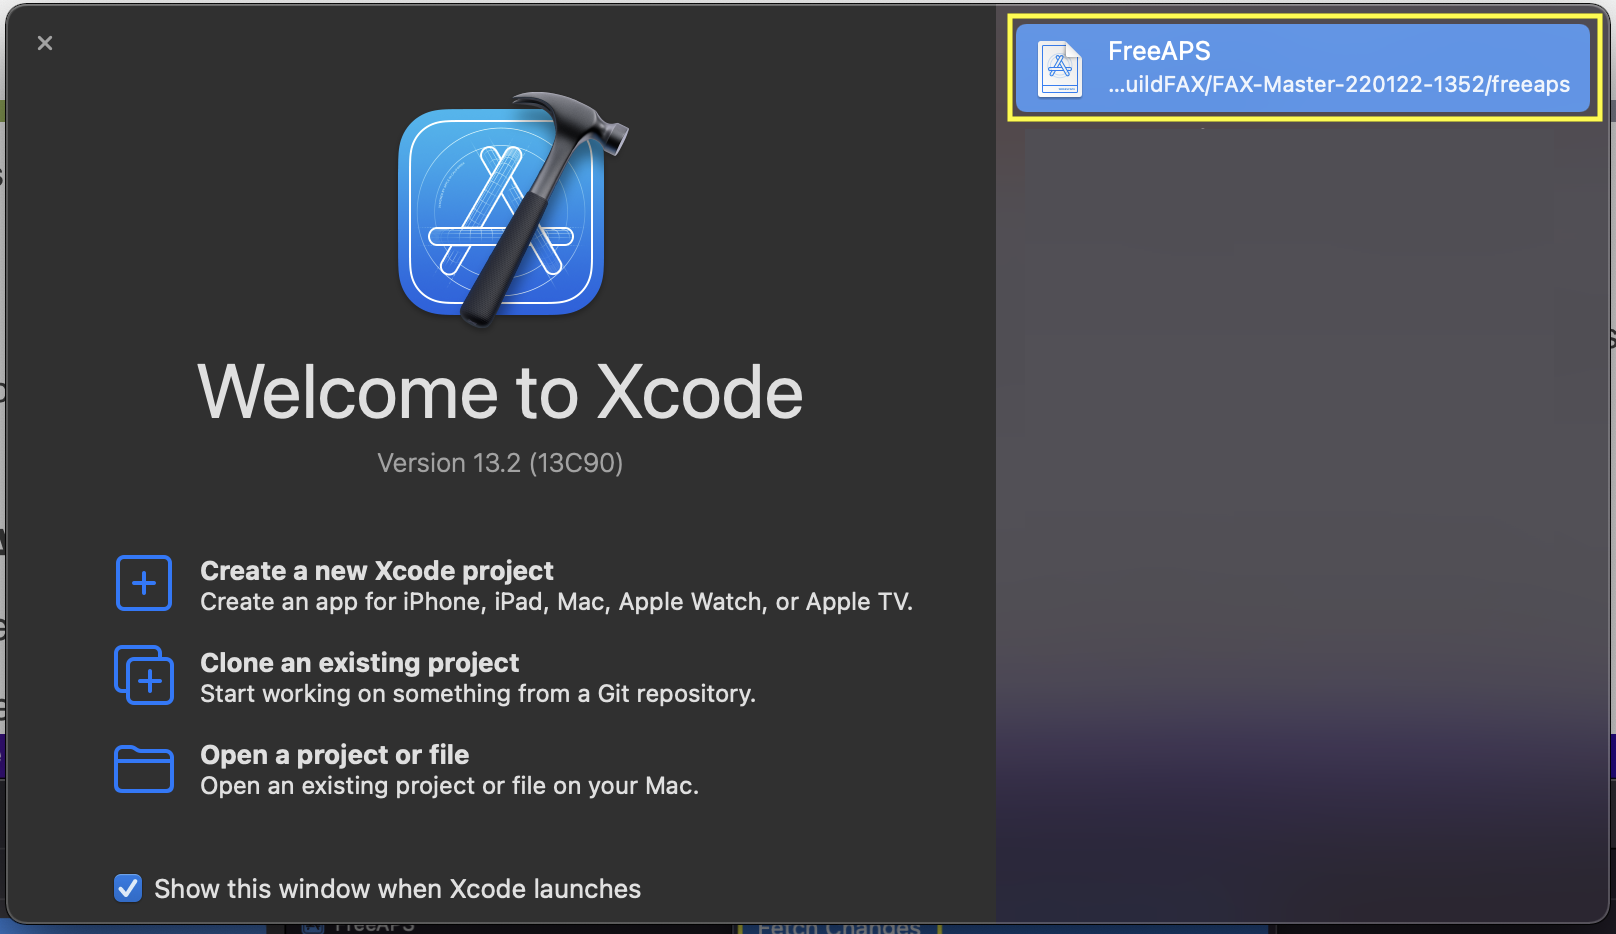 FreeAPS
...uildFAX/FAX-Master-220122-1352/freeaps
Welcome to Xcode
Version 13.2 (13C90)
Create a new Xcode project
Create an app for iPhone, iPad, Mac, Apple Watch, or Apple TV.
Clone an existing project
Start working on something from a Git repository.
Open a project or file
Open an existing project or file on your Mac.
Show this window when Xcode launches
FreeAPS
Fetch Changes